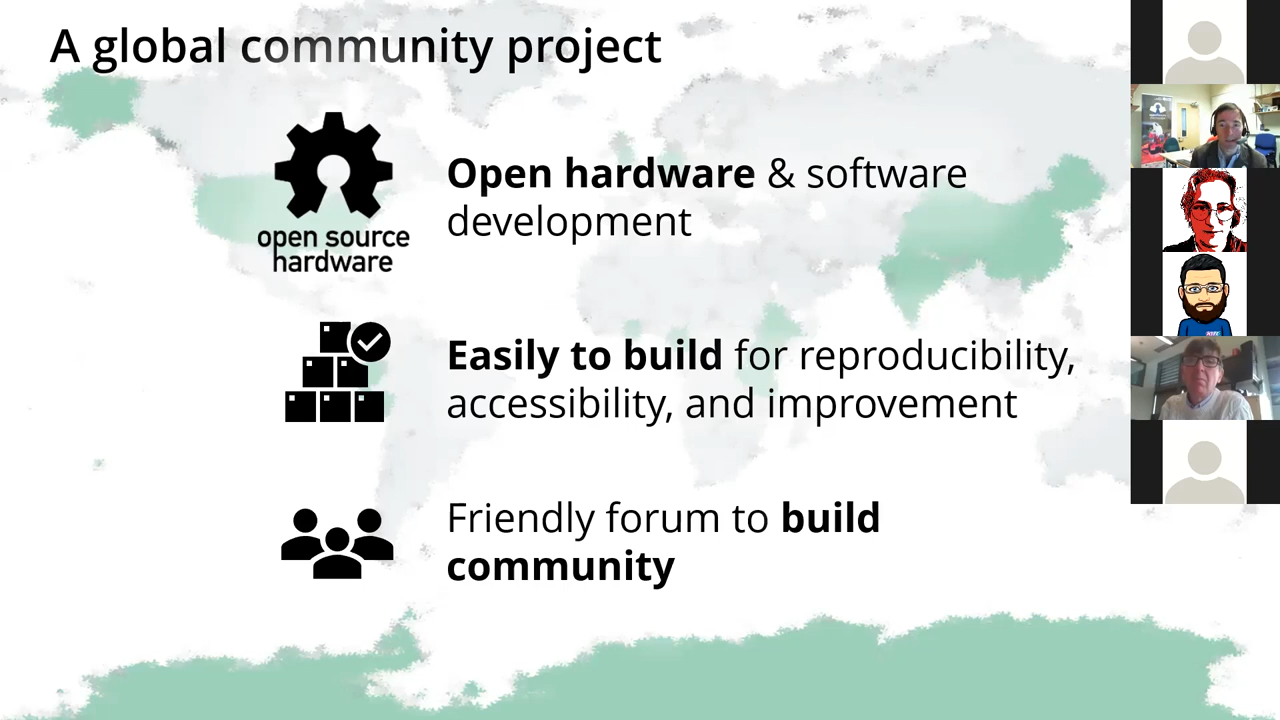 A global community project
open source
hardware
Open hardware & software
development
Easily to build for reproducibility,
accessibility, and improvement
Friendly forum to build
community